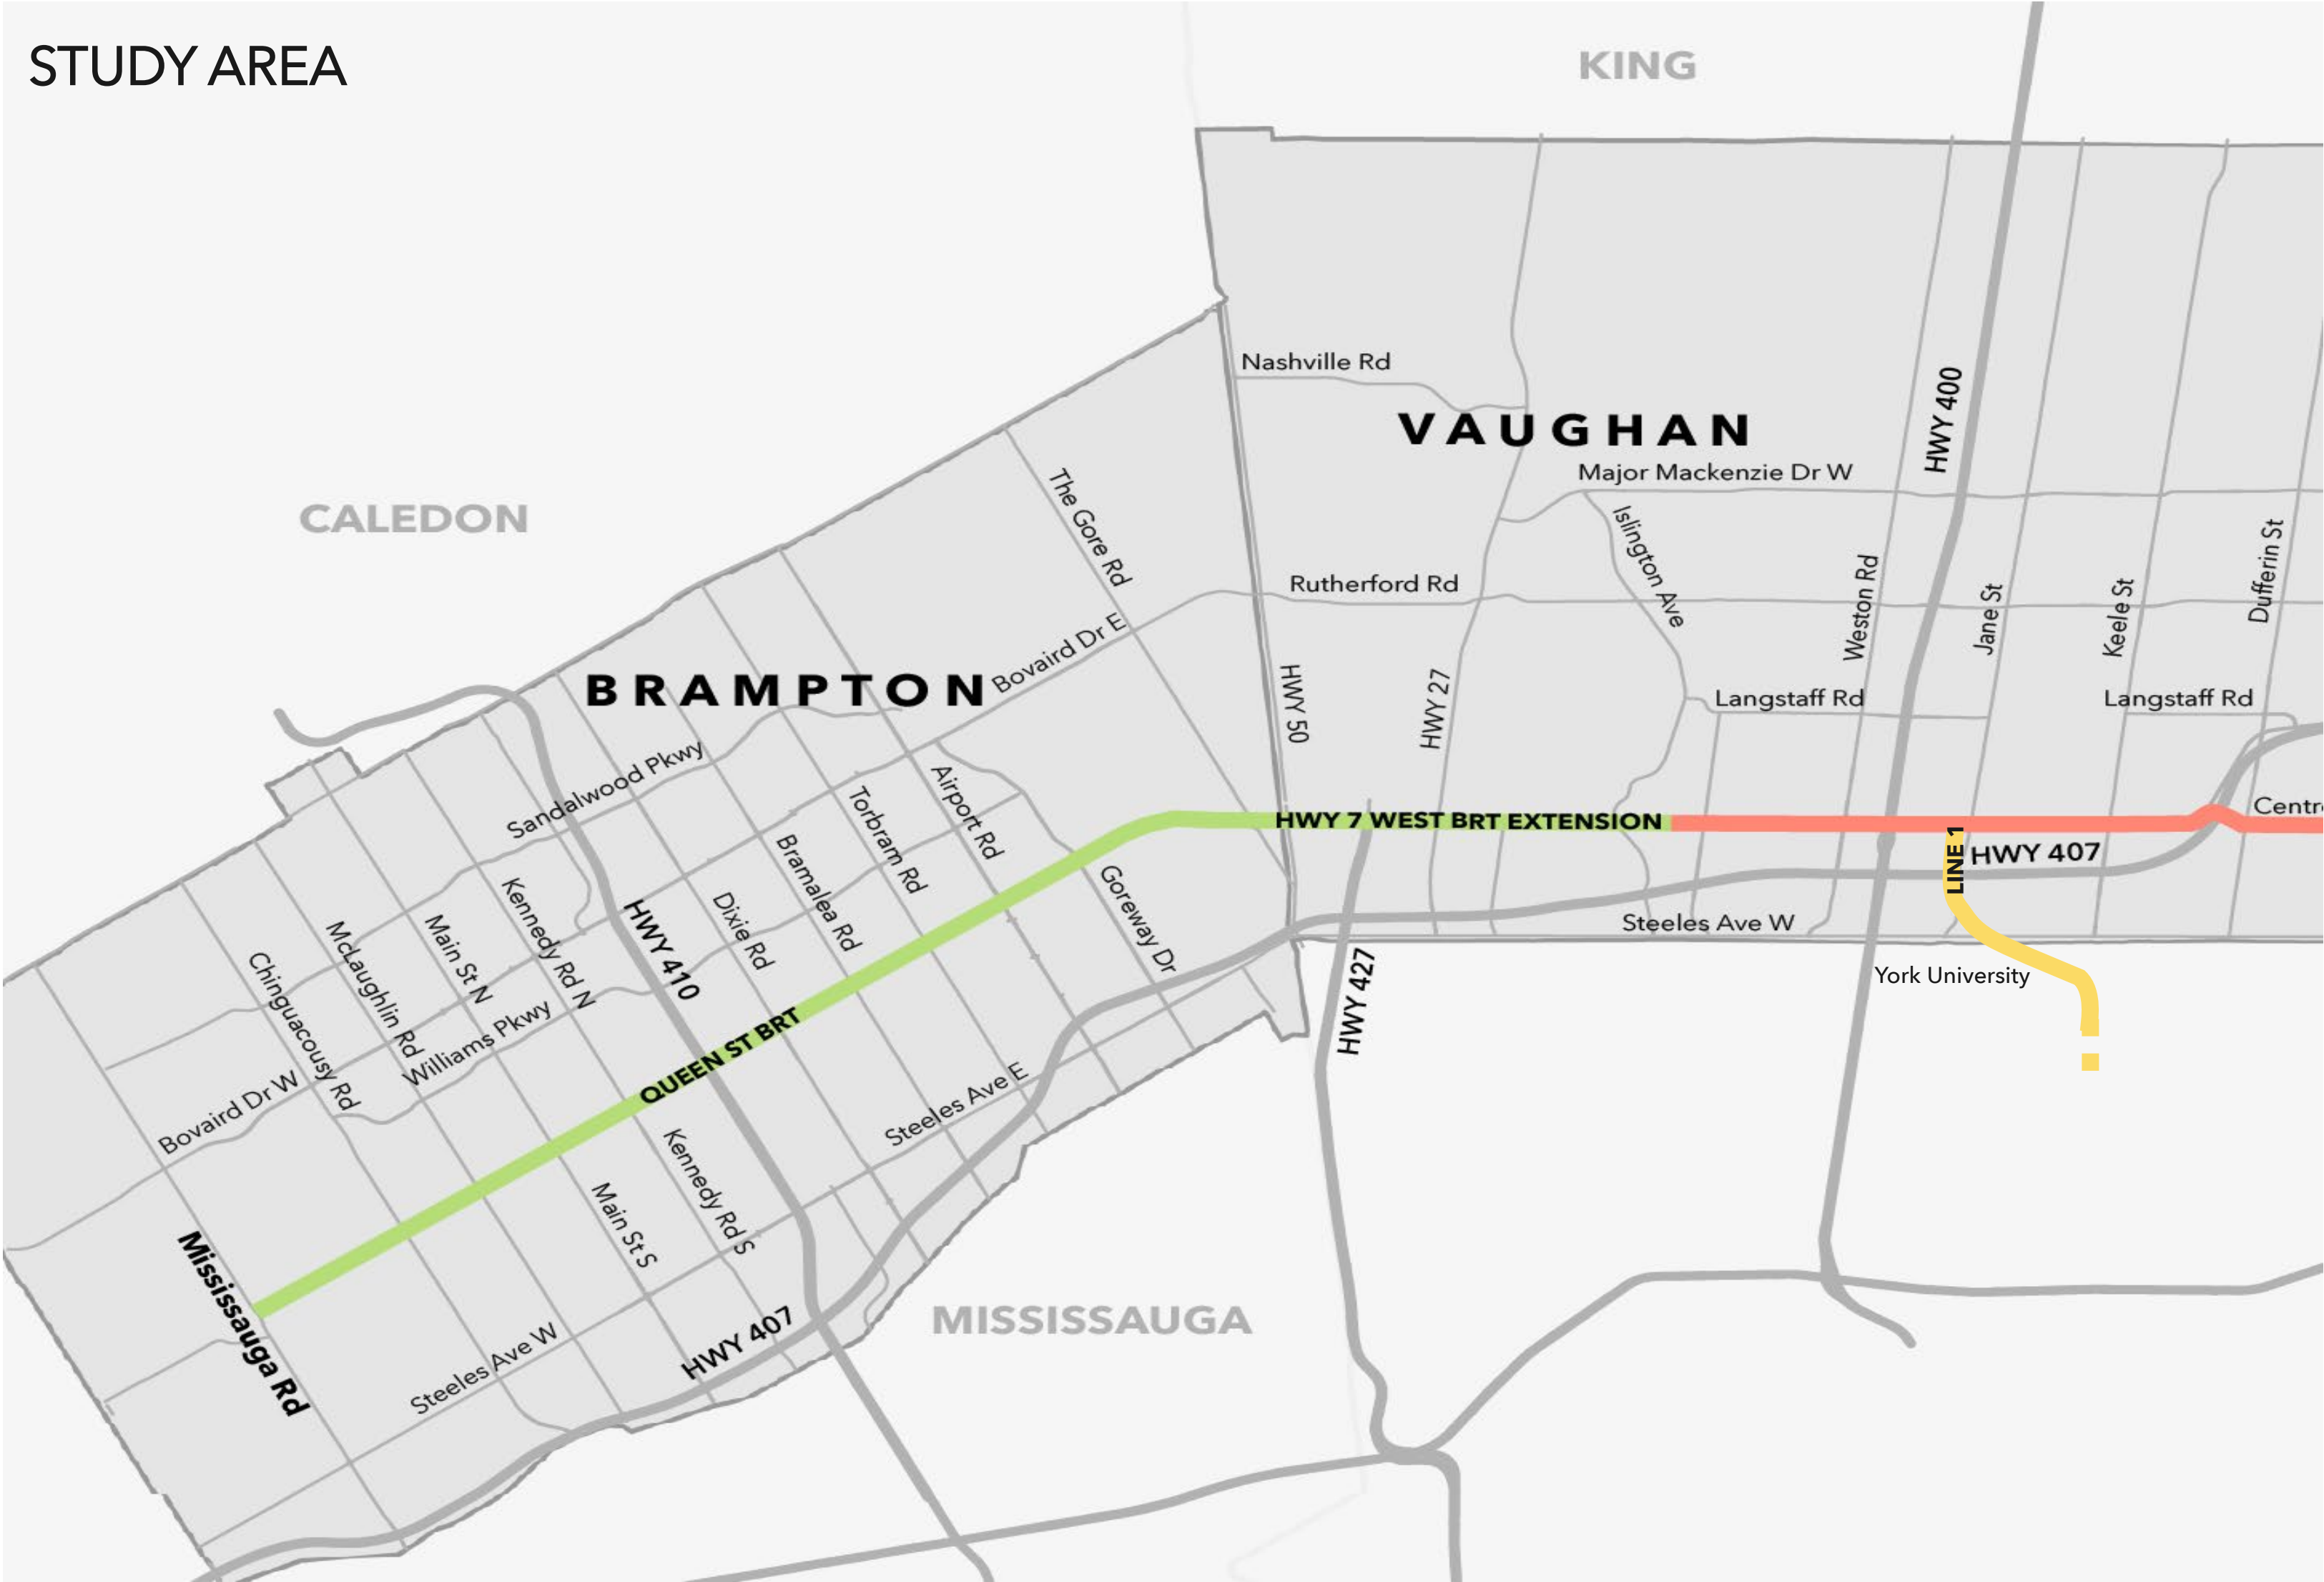 STUDY AREA
KING
Nashville Rd
VAUGHAN
HWY 400
Major Mackenzie Dr W
CALEDON
The Gore Rd
Islington Ave
Dufferin St
Rutherford Rd
Weston Rd
Jane St
Keele St
Bovaird Dr E
BRAMPTON
HWY 50
HWY 27
Langstaff Rd
Langstaff Rd
Sandalwood Pkwy
Airport Rd
Torbram Rd
HWY 7 WEST BRT EXTENSION
Centr
LINE 1
HWY 407
Bramalea Rd
Goreway Dr
Kennedy Rd N
Dixie Rd
HWY 410
Main St N
McLaughlin Rd
Chinguacousy Rd
Steeles Ave W
York University
HWY 427
Williams Pkwy
QUEEN ST BRT
Bovaird Dr W
Steeles Ave E
Kennedy Rd S
Main St S
Mississauga Rd
MISSISSAUGA
HWY 407
Steeles Ave W